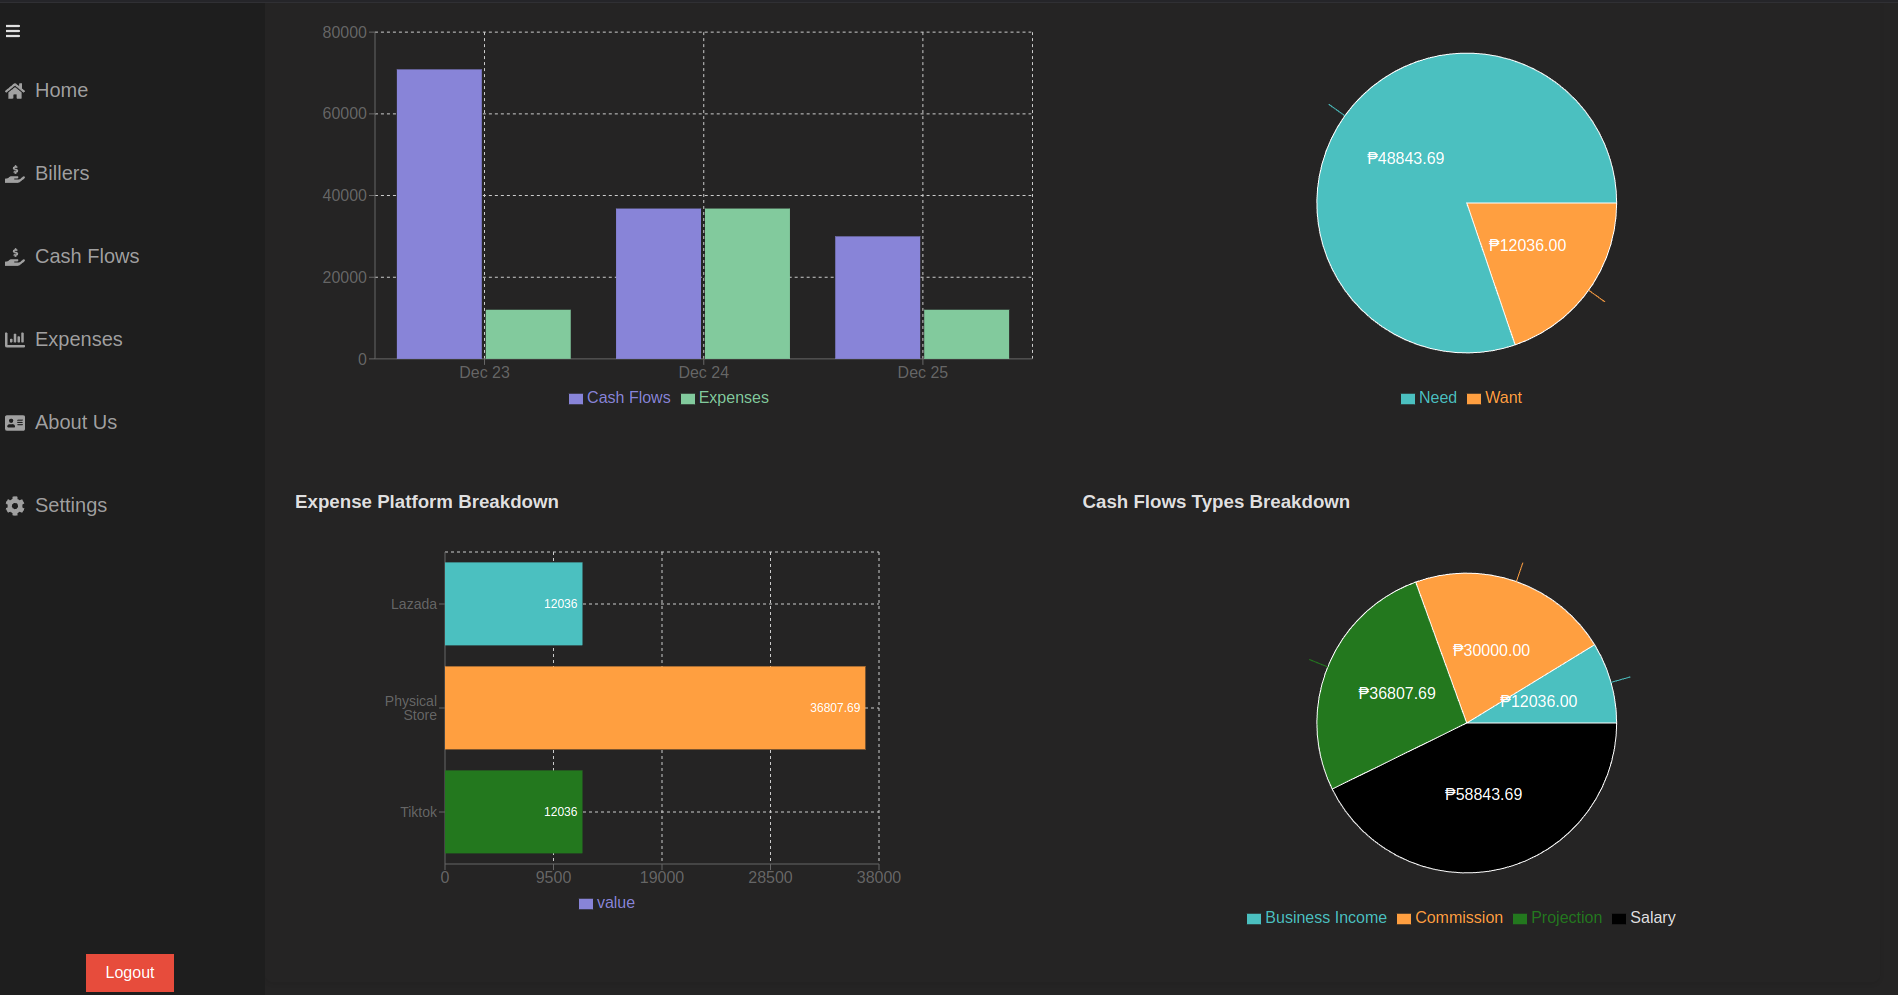 Home
Billers
Cash Flows
Expenses
About Us
Settings
Logout
80000
60000
40000
20000
0
Dec 23 Dec 24 Dec 25
Cash Flows Expenses
₱48843.69
₱12036.00
Need Want
Expense Platform Breakdown
Lazada
12036
Physical
Store
36807.69
Tiktok
12036
0 9500 19000 28500 38000
value
Cash Flows Types Breakdown
₱30000.00
₱36807.69
₱12036.00
₱58843.69
Business Income Commission Projection Salary